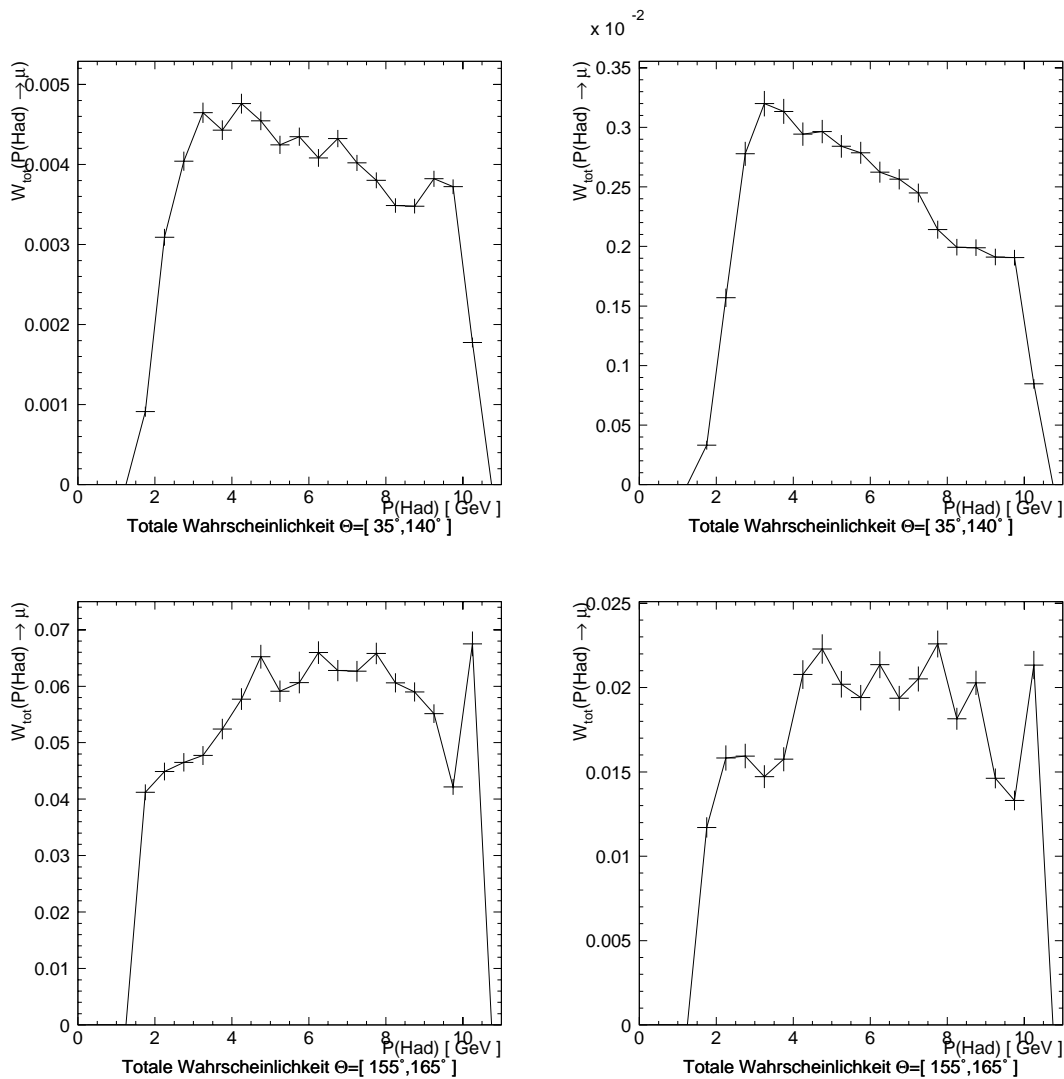 x 10 -2
W tot (P(Had) → μ)
0.005
0.004
0.003
0.002
0.001
0
0 2 4 6 8 10
P(Had) [ GeV ]
Totale Wahrscheinlichkeit Θ=[ 35°,140° ]
W tot (P(Had) → μ)
0.35
0.3
0.25
0.2
0.15
0.1
0.05
0
0 2 4 6 8 10
P(Had) [ GeV ]
Totale Wahrscheinlichkeit Θ=[ 35°,140° ]
W tot (P(Had) → μ)
0.07
0.06
0.05
0.04
0.03
0.02
0.01
0
0 2 4 6 8 10
P(Had) [ GeV ]
Totale Wahrscheinlichkeit Θ=[ 155°,165° ]
W tot (P(Had) → μ)
0.025
0.02
0.015
0.01
0.005
0
0 2 4 6 8 10
P(Had) [ GeV ]
Totale Wahrscheinlichkeit Θ=[ 155°,165° ]